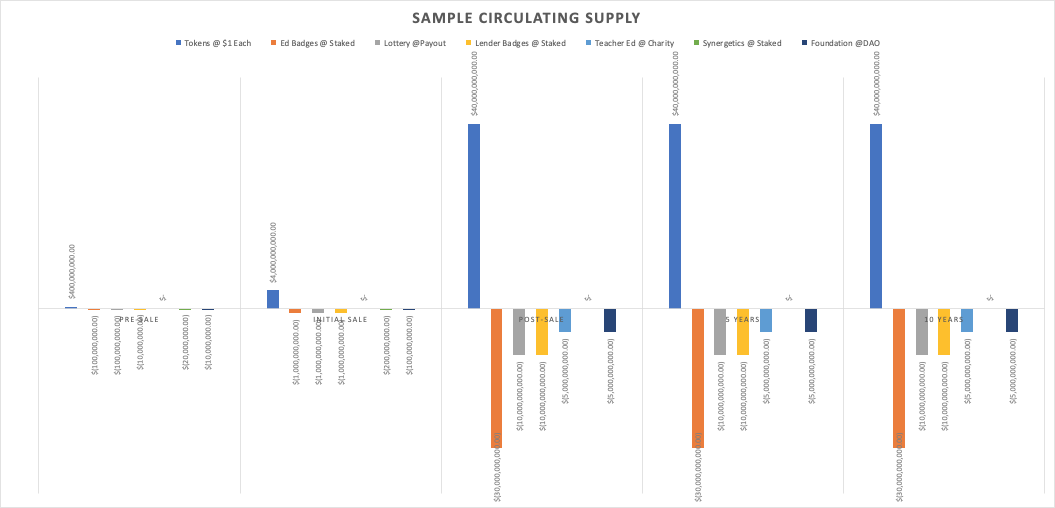 SAMPLE CIRCULATING SUPPLY
Tokens @ $1 Each
Ed Badges @ Staked
Lottery @Payout
Lender Badges @ Staked
Teacher Ed @ Charity
Synergetics @ Staked
Foundation @DAO
$400,000,000.00
$(100,000,000.00)
$(100,000,000.00)
$(10,000,000.00)
$-
$(20,000,000.00)
$(10,000,000.00)
PRE-SALE
$4,000,000,000.00
$(1,000,000,000.00)
$(1,000,000,000.00)
$(1,000,000,000.00)
$-
$(200,000,000.00)
$(100,000,000.00)
INITIAL SALE
$40,000,000,000.00
$(30,000,000,000.00)
$(10,000,000,000.00)
$(10,000,000,000.00)
$(5,000,000,000.00)
$-
$(5,000,000,000.00)
POST-SALE
$40,000,000,000.00
$(30,000,000,000.00)
$(10,000,000,000.00)
$(10,000,000,000.00)
$(5,000,000,000.00)
$-
$(5,000,000,000.00)
5 YEARS
$40,000,000,000.00
$(30,000,000,000.00)
$(10,000,000,000.00)
$(10,000,000,000.00)
$(5,000,000,000.00)
$-
$(5,000,000,000.00)
10 YEARS